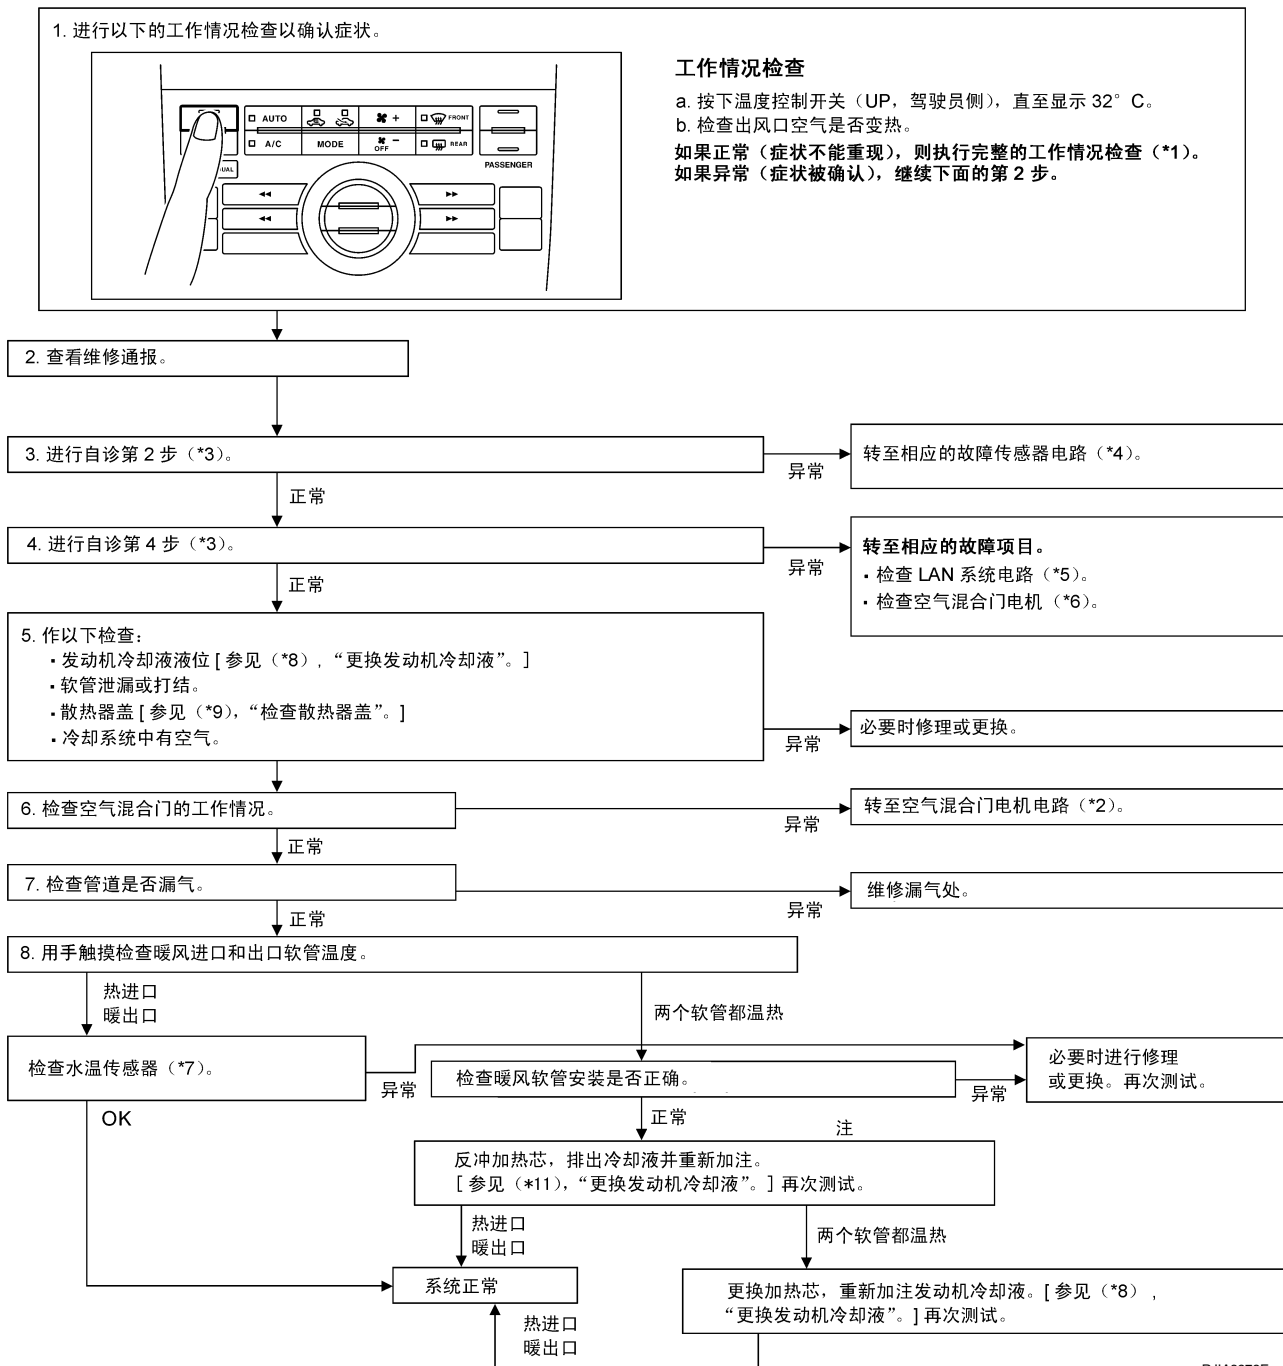 1. 进行以下的工作情况检查以确认症状。
AUTO
A/C
MODE
+
−
OFF
FRONT
REAR
UAL
PASSENGER
工作情况检查
a. 按下温度控制开关（UP，驾驶员侧），直至显示 32° C。
b. 检查出风口空气是否变热。
如果正常（症状不能重现），则执行完整的工作情况检查（*1）。
如果异常（症状被确认），继续下面的第 2 步。
2. 查看维修通报。
3. 进行自诊第 2 步（*3）。
异常
转至相应的故障传感器电路（*4）。
正常
4. 进行自诊第 4 步（*3）。
异常
转至相应的故障项目。
▪ 检查 LAN 系统电路（*5）。
▪ 检查空气混合门电机（*6）。
正常
5. 作以下检查：
▪ 发动机冷却液液位 [ 参见（*8）, “更换发动机冷却液”。]
▪ 软管泄漏或打结。
▪ 散热器盖 [ 参见（*9），“检查散热器盖”。]
▪ 冷却系统中有空气。
异常
必要时修理或更换。
6. 检查空气混合门的工作情况。
异常
转至空气混合门电机电路（*2）。
正常
7. 检查管道是否漏气。
异常
维修漏气处。
正常
8. 用手触摸检查暖风进口和出口软管温度。
热进口
暖出口
两个软管都温热
检查水温传感器（*7）。
异常
检查暖风软管安装是否正确。
异常
必要时进行修理
或更换。再次测试。
OK
正常
注
反冲加热芯，排出冷却液并重新加注。
[ 参见（*11），“更换发动机冷却液”。] 再次测试。
热进口
暖出口
两个软管都温热
系统正常
更换加热芯，重新加注发动机冷却液。[ 参见（*8） ,
“更换发动机冷却液”。] 再次测试。
热进口
暖出口